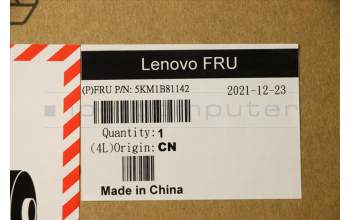 Lenovo FRU
(P)FRU P/N: 5KM1B81142
2021-12-23
Quantity: 1
(4L)Origin: CN
Made in China